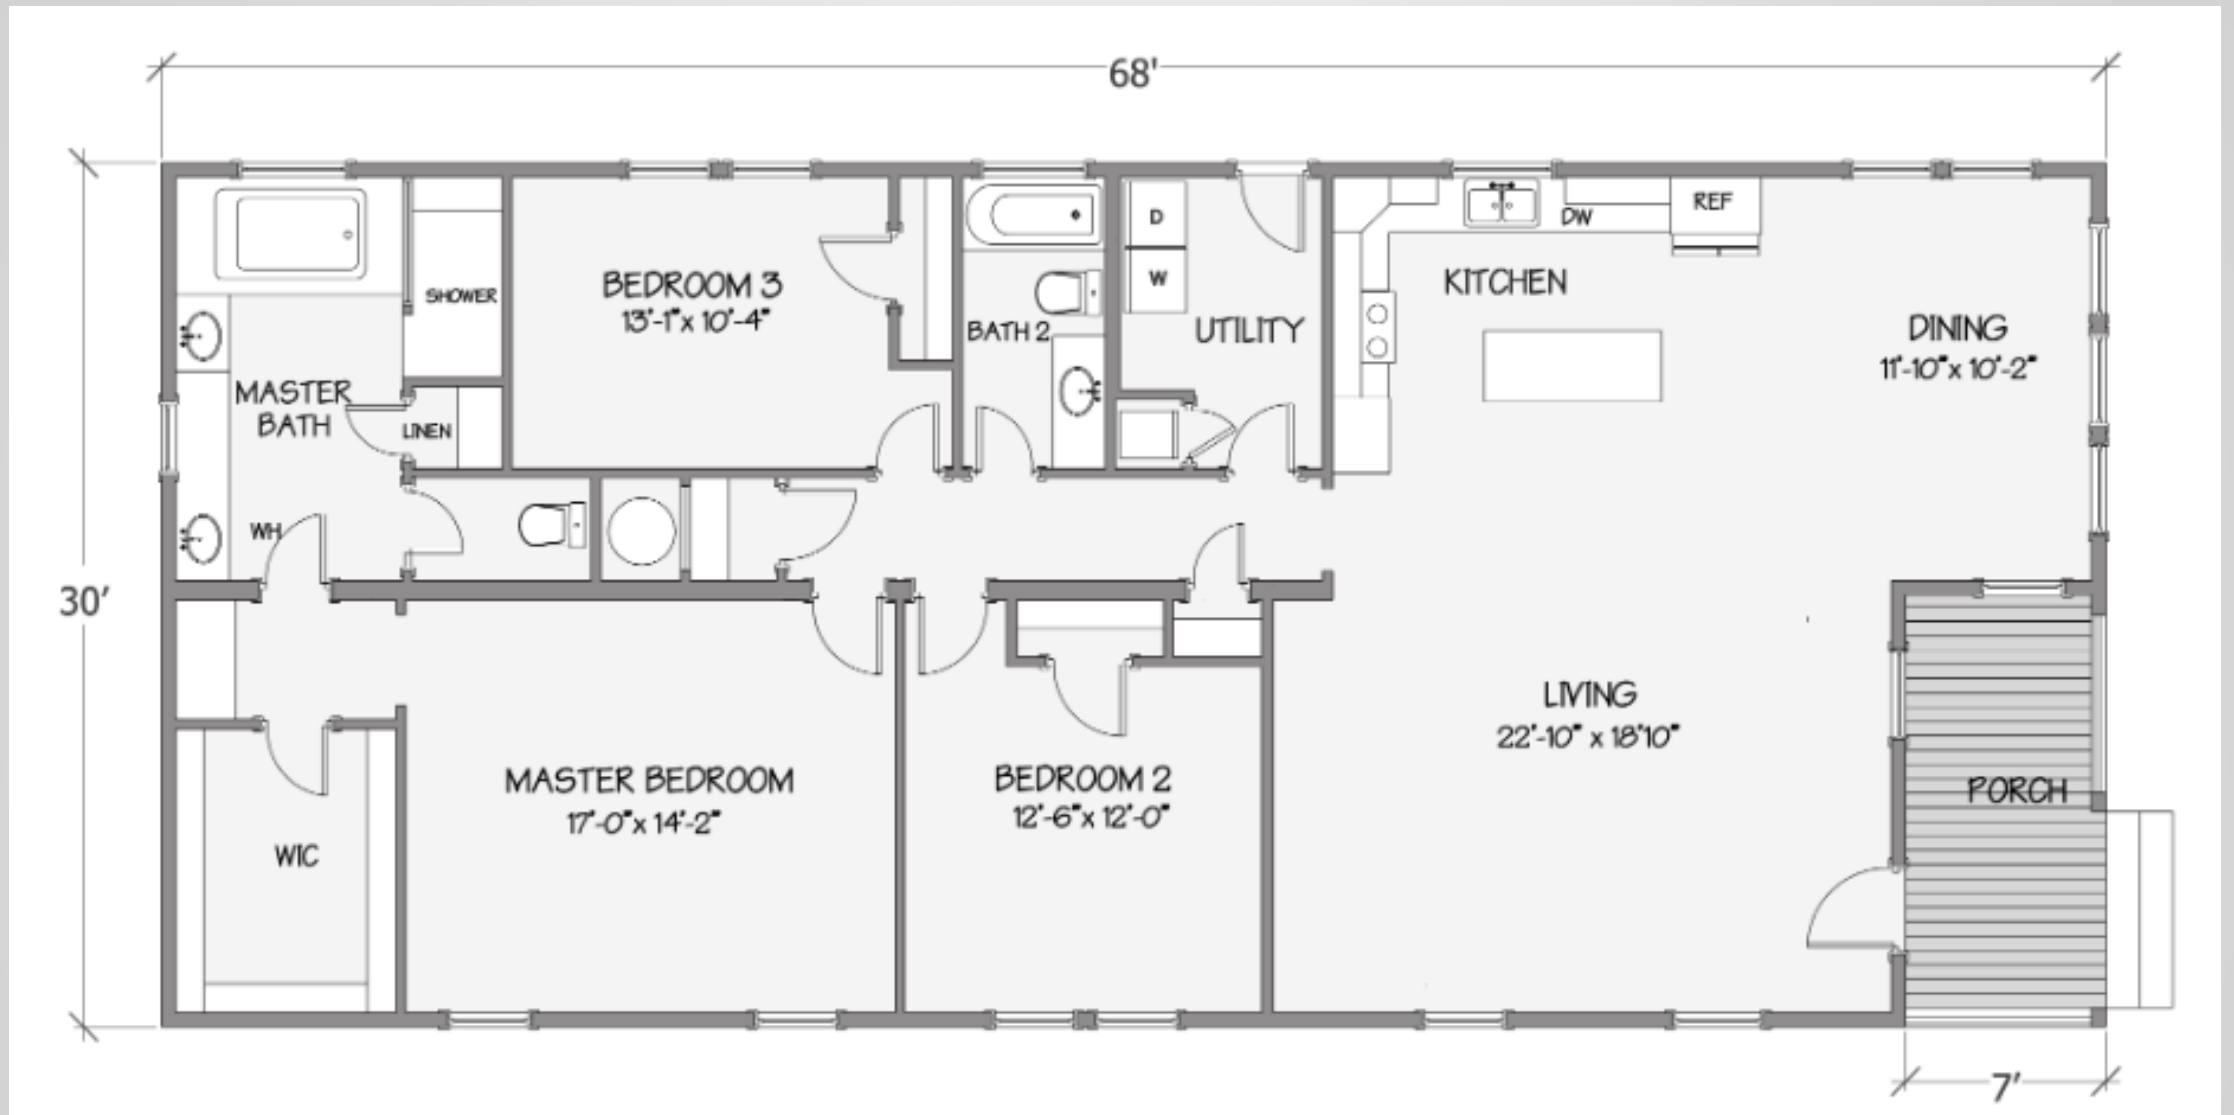 68'
30'
SHOWER
MASTER
BATH
LINEN
WH
BEDROOM 3
13'-1"x 10'-4"
BATH 2
D
W
UTILITY
DW
REF
KITCHEN
DINING
11'-10"x 10'-2"
WIC
MASTER BEDROOM
17'-0"x 14'-2"
BEDROOM 2
12'-6"x 12'-0"
LIVING
22'-10" x 18'10"
PORCH
7'